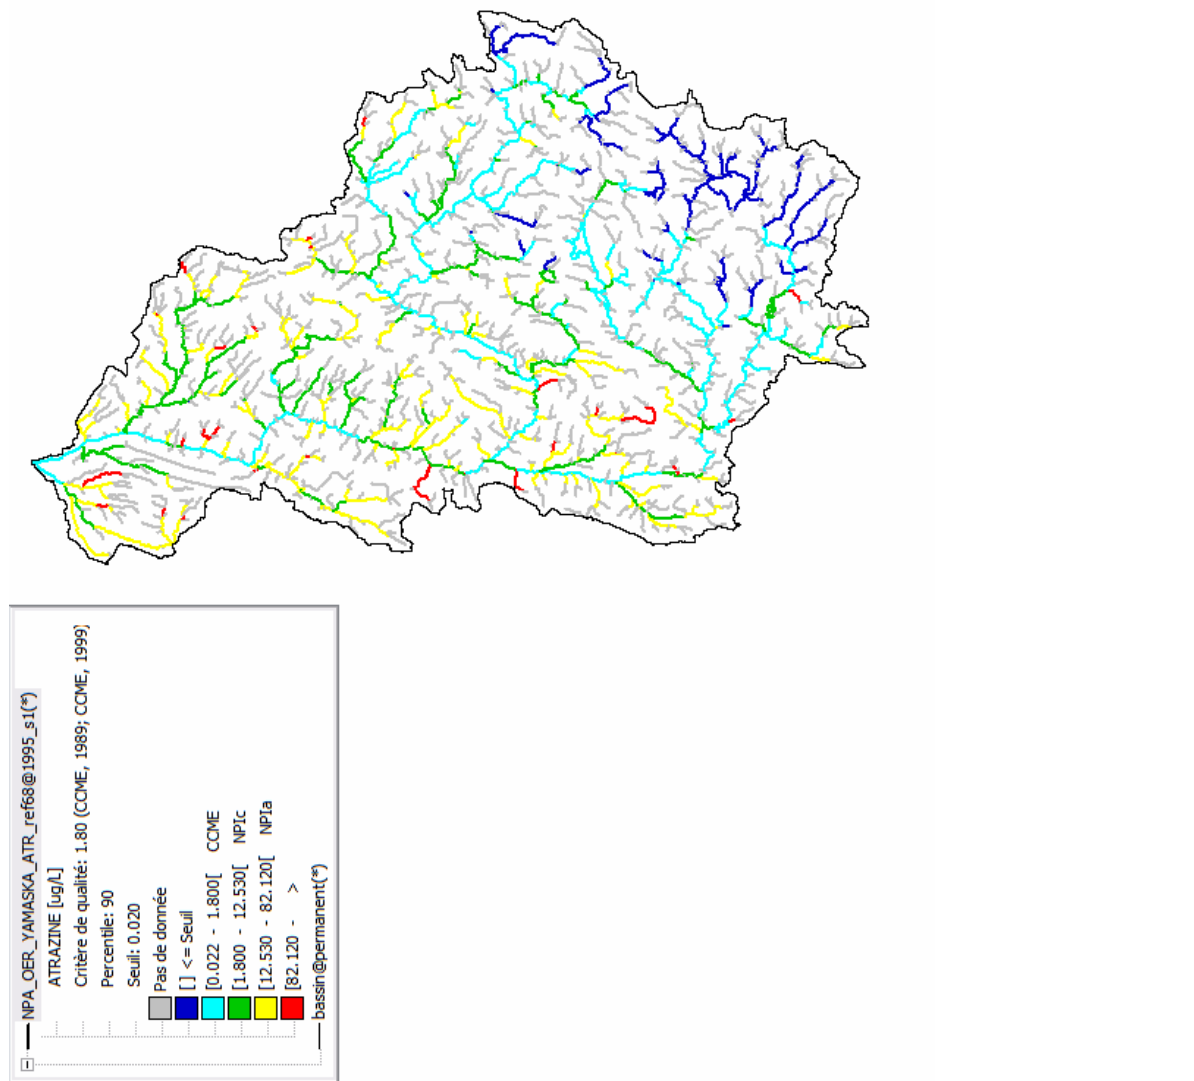 NPA_OER_YAMASKA_ATR_ref68@1995_s1(*)
ATRAZINE [ug/L]
Critère de qualité: 1.80 (CCME, 1989; CCME, 1999)
Percentile: 90
Seuil: 0.020
Pas de donnée
[ ] <= Seuil
[0.022 - 1.800[ CCME
[1.800 - 12.530[ NPIc
[12.530 - 82.120[ NPIa
[82.120 - >
bassin@permanent(*)